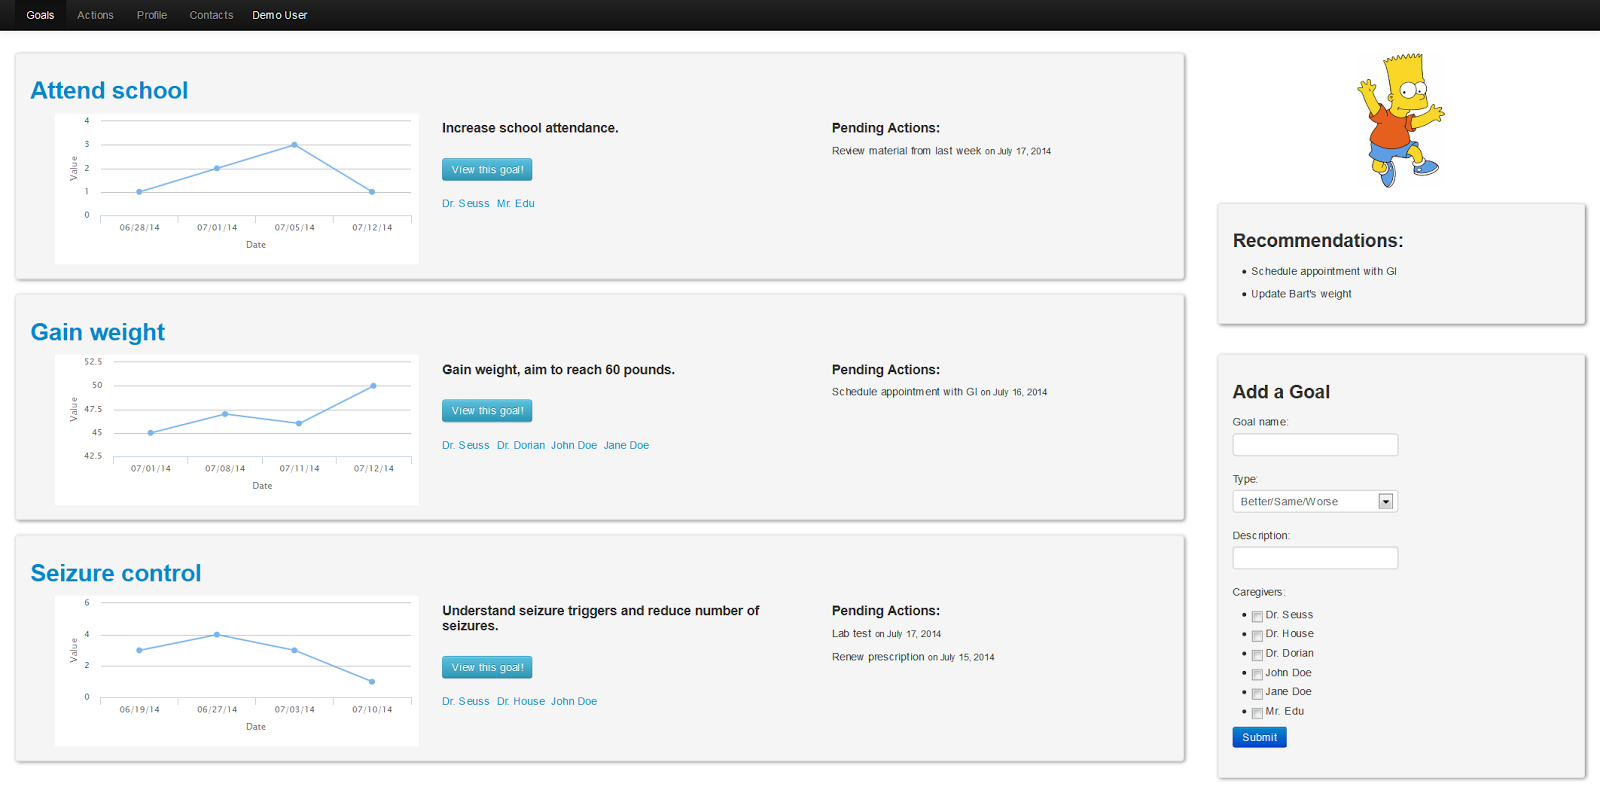 Goals Actions Profile Contacts Demo User
Attend school
4
3
2
1
0
Value
06/28/14 07/01/14 07/05/14 07/12/14
Date
Increase school attendance.
View this goal!
Dr. Seuss Mr. Edu
Pending Actions:
Review material from last week on July 17, 2014
Gain weight
52.5
50
47.5
45
42.5
Value
07/01/14 07/08/14 07/11/14 07/12/14
Date
Gain weight, aim to reach 60 pounds.
View this goal!
Dr. Seuss Dr. Dorian John Doe Jane Doe
Pending Actions:
Schedule appointment with GI on July 16, 2014
Seizure control
6
4
2
0
Value
06/19/14 06/27/14 07/03/14 07/10/14
Date
Understand seizure triggers and reduce number of
seizures.
View this goal!
Dr. Seuss Dr. House John Doe
Pending Actions:
Lab test on July 17, 2014
Renew prescription on July 15, 2014
Recommendations:
Schedule appointment with GI
Update Bart's weight
Add a Goal
Goal name:
Type:
Better/Same/Worse
Description:
Caregivers:
Dr. Seuss
Dr. House
Dr. Dorian
John Doe
Jane Doe
Mr. Edu
Submit